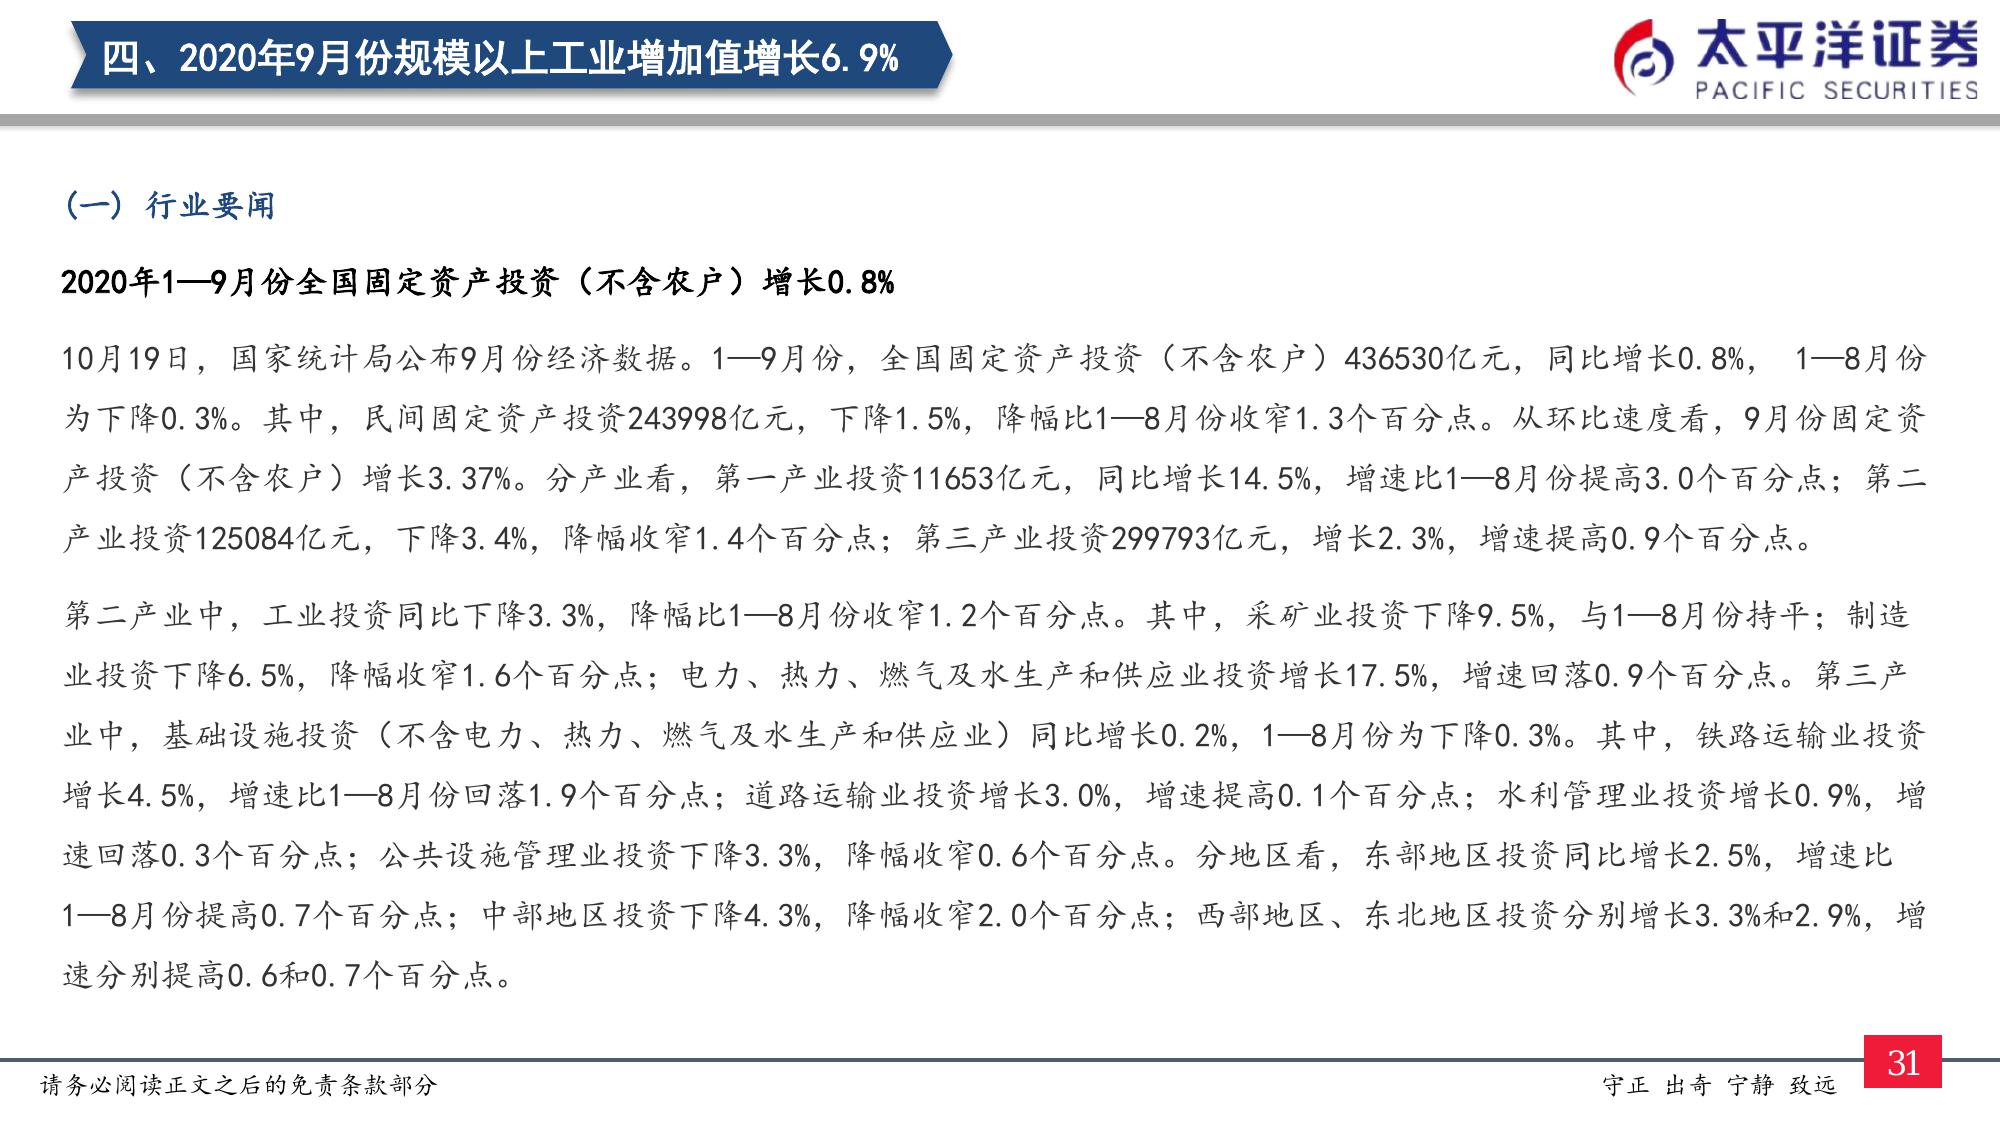 四、2020年9月份规模以上工业增加值增长6.9%
太平洋证券
PACIFIC SECURITIES
(一) 行业要闻
2020年1—9月份全国固定资产投资（不含农户）增长0.8%
10月19日，国家统计局公布9月份经济数据。1—9月份，全国固定资产投资（不含农户）436530亿元，同比增长0.8%， 1—8月份
为下降0.3%。其中，民间固定资产投资243998亿元，下降1.5%，降幅比1—8月份收窄1.3个百分点。从环比速度看，9月份固定资
产投资（不含农户）增长3.37%。分产业看，第一产业投资11653亿元，同比增长14.5%，增速比1—8月份提高3.0个百分点；第二
产业投资125084亿元，下降3.4%，降幅收窄1.4个百分点；第三产业投资299793亿元，增长2.3%，增速提高0.9个百分点。
第二产业中，工业投资同比下降3.3%，降幅比1—8月份收窄1.2个百分点。其中，采矿业投资下降9.5%，与1—8月份持平；制造
业投资下降6.5%，降幅收窄1.6个百分点；电力、热力、燃气及水生产和供应业投资增长17.5%，增速回落0.9个百分点。第三产
业中，基础设施投资（不含电力、热力、燃气及水生产和供应业）同比增长0.2%，1—8月份为下降0.3%。其中，铁路运输业投资
增长4.5%，增速比1—8月份回落1.9个百分点；道路运输业投资增长3.0%，增速提高0.1个百分点；水利管理业投资增长0.9%，增
速回落0.3个百分点；公共设施管理业投资下降3.3%，降幅收窄0.6个百分点。分地区看，东部地区投资同比增长2.5%，增速比
1—8月份提高0.7个百分点；中部地区投资下降4.3%，降幅收窄2.0个百分点；西部地区、东北地区投资分别增长3.3%和2.9%，增
速分别提高0.6和0.7个百分点。
请务必阅读正文之后的免责条款部分
守正 出奇 宁静 致远
31